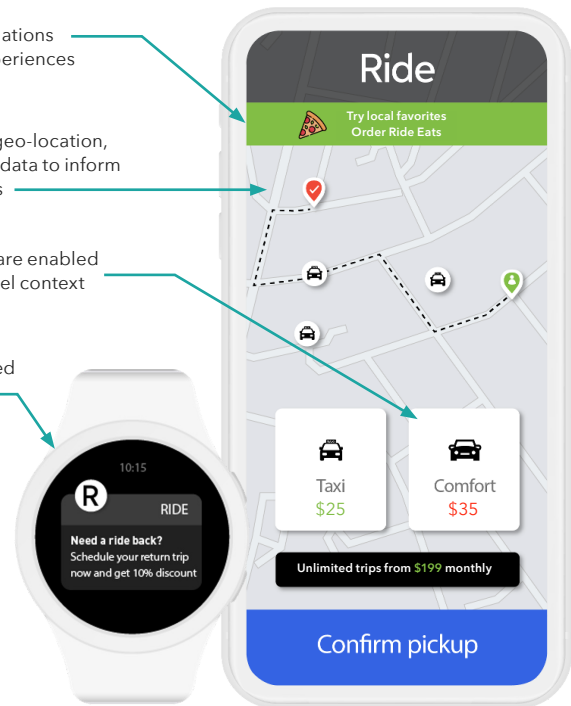 ations
periences
geo-location,
data to inform
s
are enabled
el context
ed
Ride
Try local favorites
Order Ride Eats
Taxi
$25
Comfort
$35
Unlimited trips from $199 monthly
Confirm pickup
10:15
R
RIDE
Need a ride back?
Schedule your return trip
now and get 10% discount